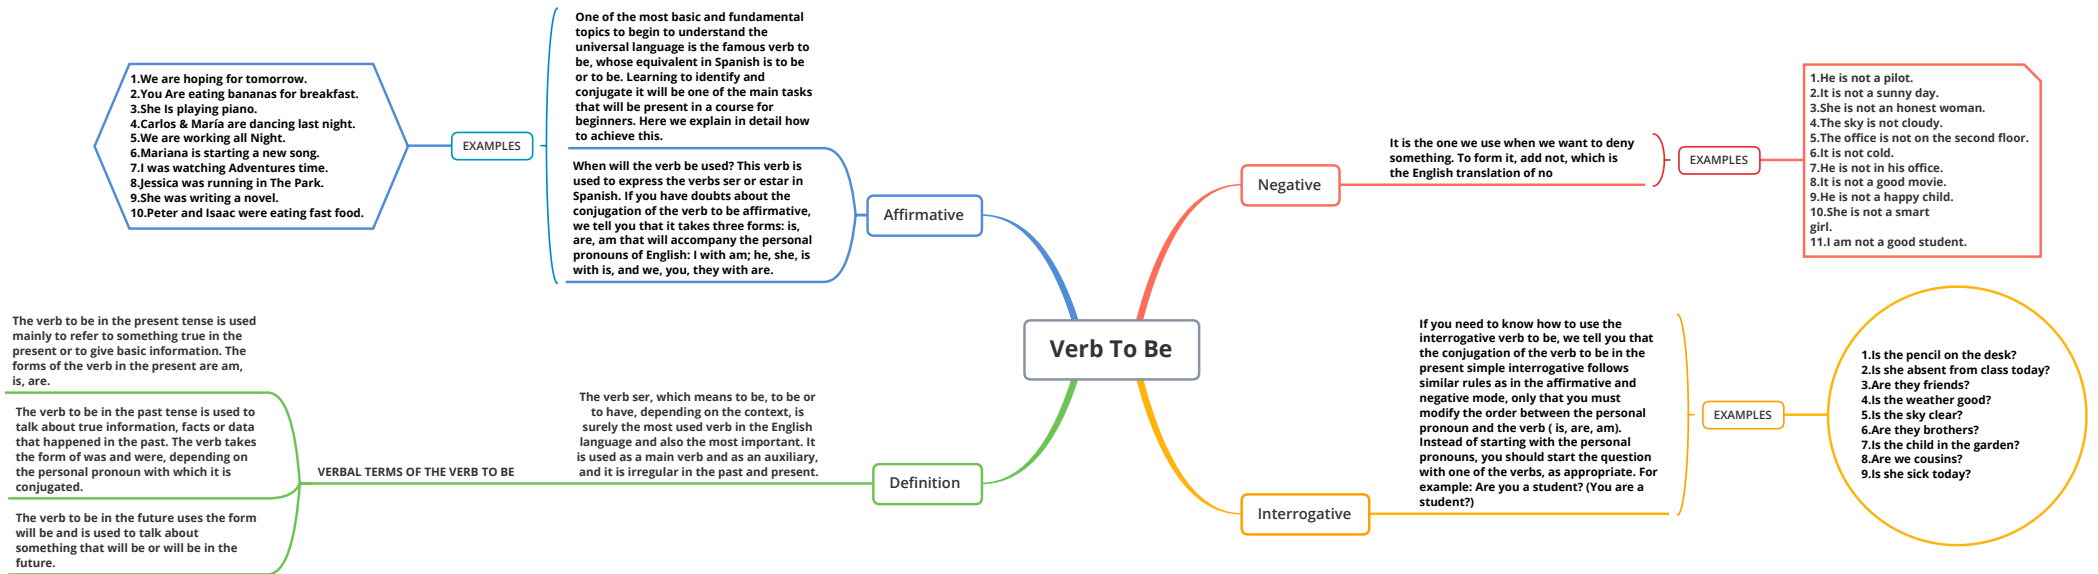 Verb To Be
Affirmative
One of the most basic and fundamental
topics to begin to understand the
universal language is the famous verb to
be, whose equivalent in Spanish is to be
or to be. Learning to identify and
conjugate it will be one of the main tasks
that will be present in a course for
beginners. Here we explain in detail how
to achieve this.
When will the verb be used? This verb is
used to express the verbs ser or estar in
Spanish. If you have doubts about the
conjugation of the verb to be affirmative,
we tell you that it takes three forms: is,
are, am that will accompany the personal
pronouns of English: I with am; he, she, is
with is, and we, you, they with are.
EXAMPLES
1.We are hoping for tomorrow.
2.You Are eating bananas for breakfast.
3.She Is playing piano.
4.Carlos & María are dancing last night.
5.We are working all Night.
6.Mariana is starting a new song.
7.I was watching Adventures time.
8.Jessica was running in The Park.
9.She was writing a novel.
10.Peter and Isaac were eating fast food.
Definition
The verb ser, which means to be, to be or
to have, depending on the context, is
surely the most used verb in the English
language and also the most important. It
is used as a main verb and as an auxiliary,
and it is irregular in the past and present.
VERBAL TERMS OF THE VERB TO BE
The verb to be in the present tense is used
mainly to refer to something true in the
present or to give basic information. The
forms of the verb in the present are am,
is, are.
The verb to be in the past tense is used to
talk about true information, facts or data
that happened in the past. The verb takes
the form of was and were, depending on
the personal pronoun with which it is
conjugated.
The verb to be in the future uses the form
will be and is used to talk about
something that will be or will be in the
future.
Negative
It is the one we use when we want to deny
something. To form it, add not, which is
the English translation of no
EXAMPLES
1.He is not a pilot.
2.It is not a sunny day.
3.She is not an honest woman.
4.The sky is not cloudy.
5.The office is not on the second floor.
6.It is not cold.
7.He is not in his office.
8.It is not a good movie.
9.He is not a happy child.
10.She is not a smart
girl.
11.I am not a good student.
Interrogative
If you need to know how to use the
interrogative verb to be, we tell you that
the conjugation of the verb to be in the
present simple interrogative follows
similar rules as in the affirmative and
negative mode, only that you must
modify the order between the personal
pronoun and the verb ( is, are, am).
Instead of starting with the personal
pronouns, you should start the question
with one of the verbs, as appropriate. For
example: Are you a student? (You are a
student?)
EXAMPLES
1.Is the pencil on the desk?
2.Is she absent from class today?
3.Are they friends?
4.Is the weather good?
5.Is the sky clear?
6.Are they brothers?
7.Is the child in the garden?
8.Are we cousins?
9.Is she sick today?